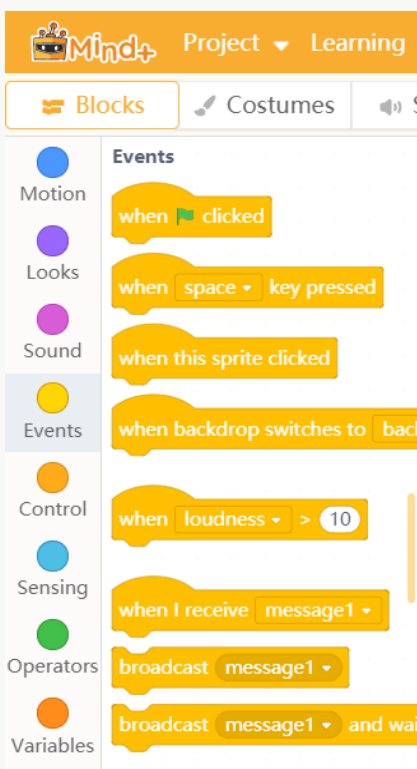 Mind+ Project Learning
Blocks Costumes S
Events
Motion
when clicked
Looks
when space key pressed
Sound
when this sprite clicked
Events
when backdrop switches to back
Control
when loudness > 10
Sensing
when I receive message1
Operators
broadcast message1
Variables
broadcast message1 and wai